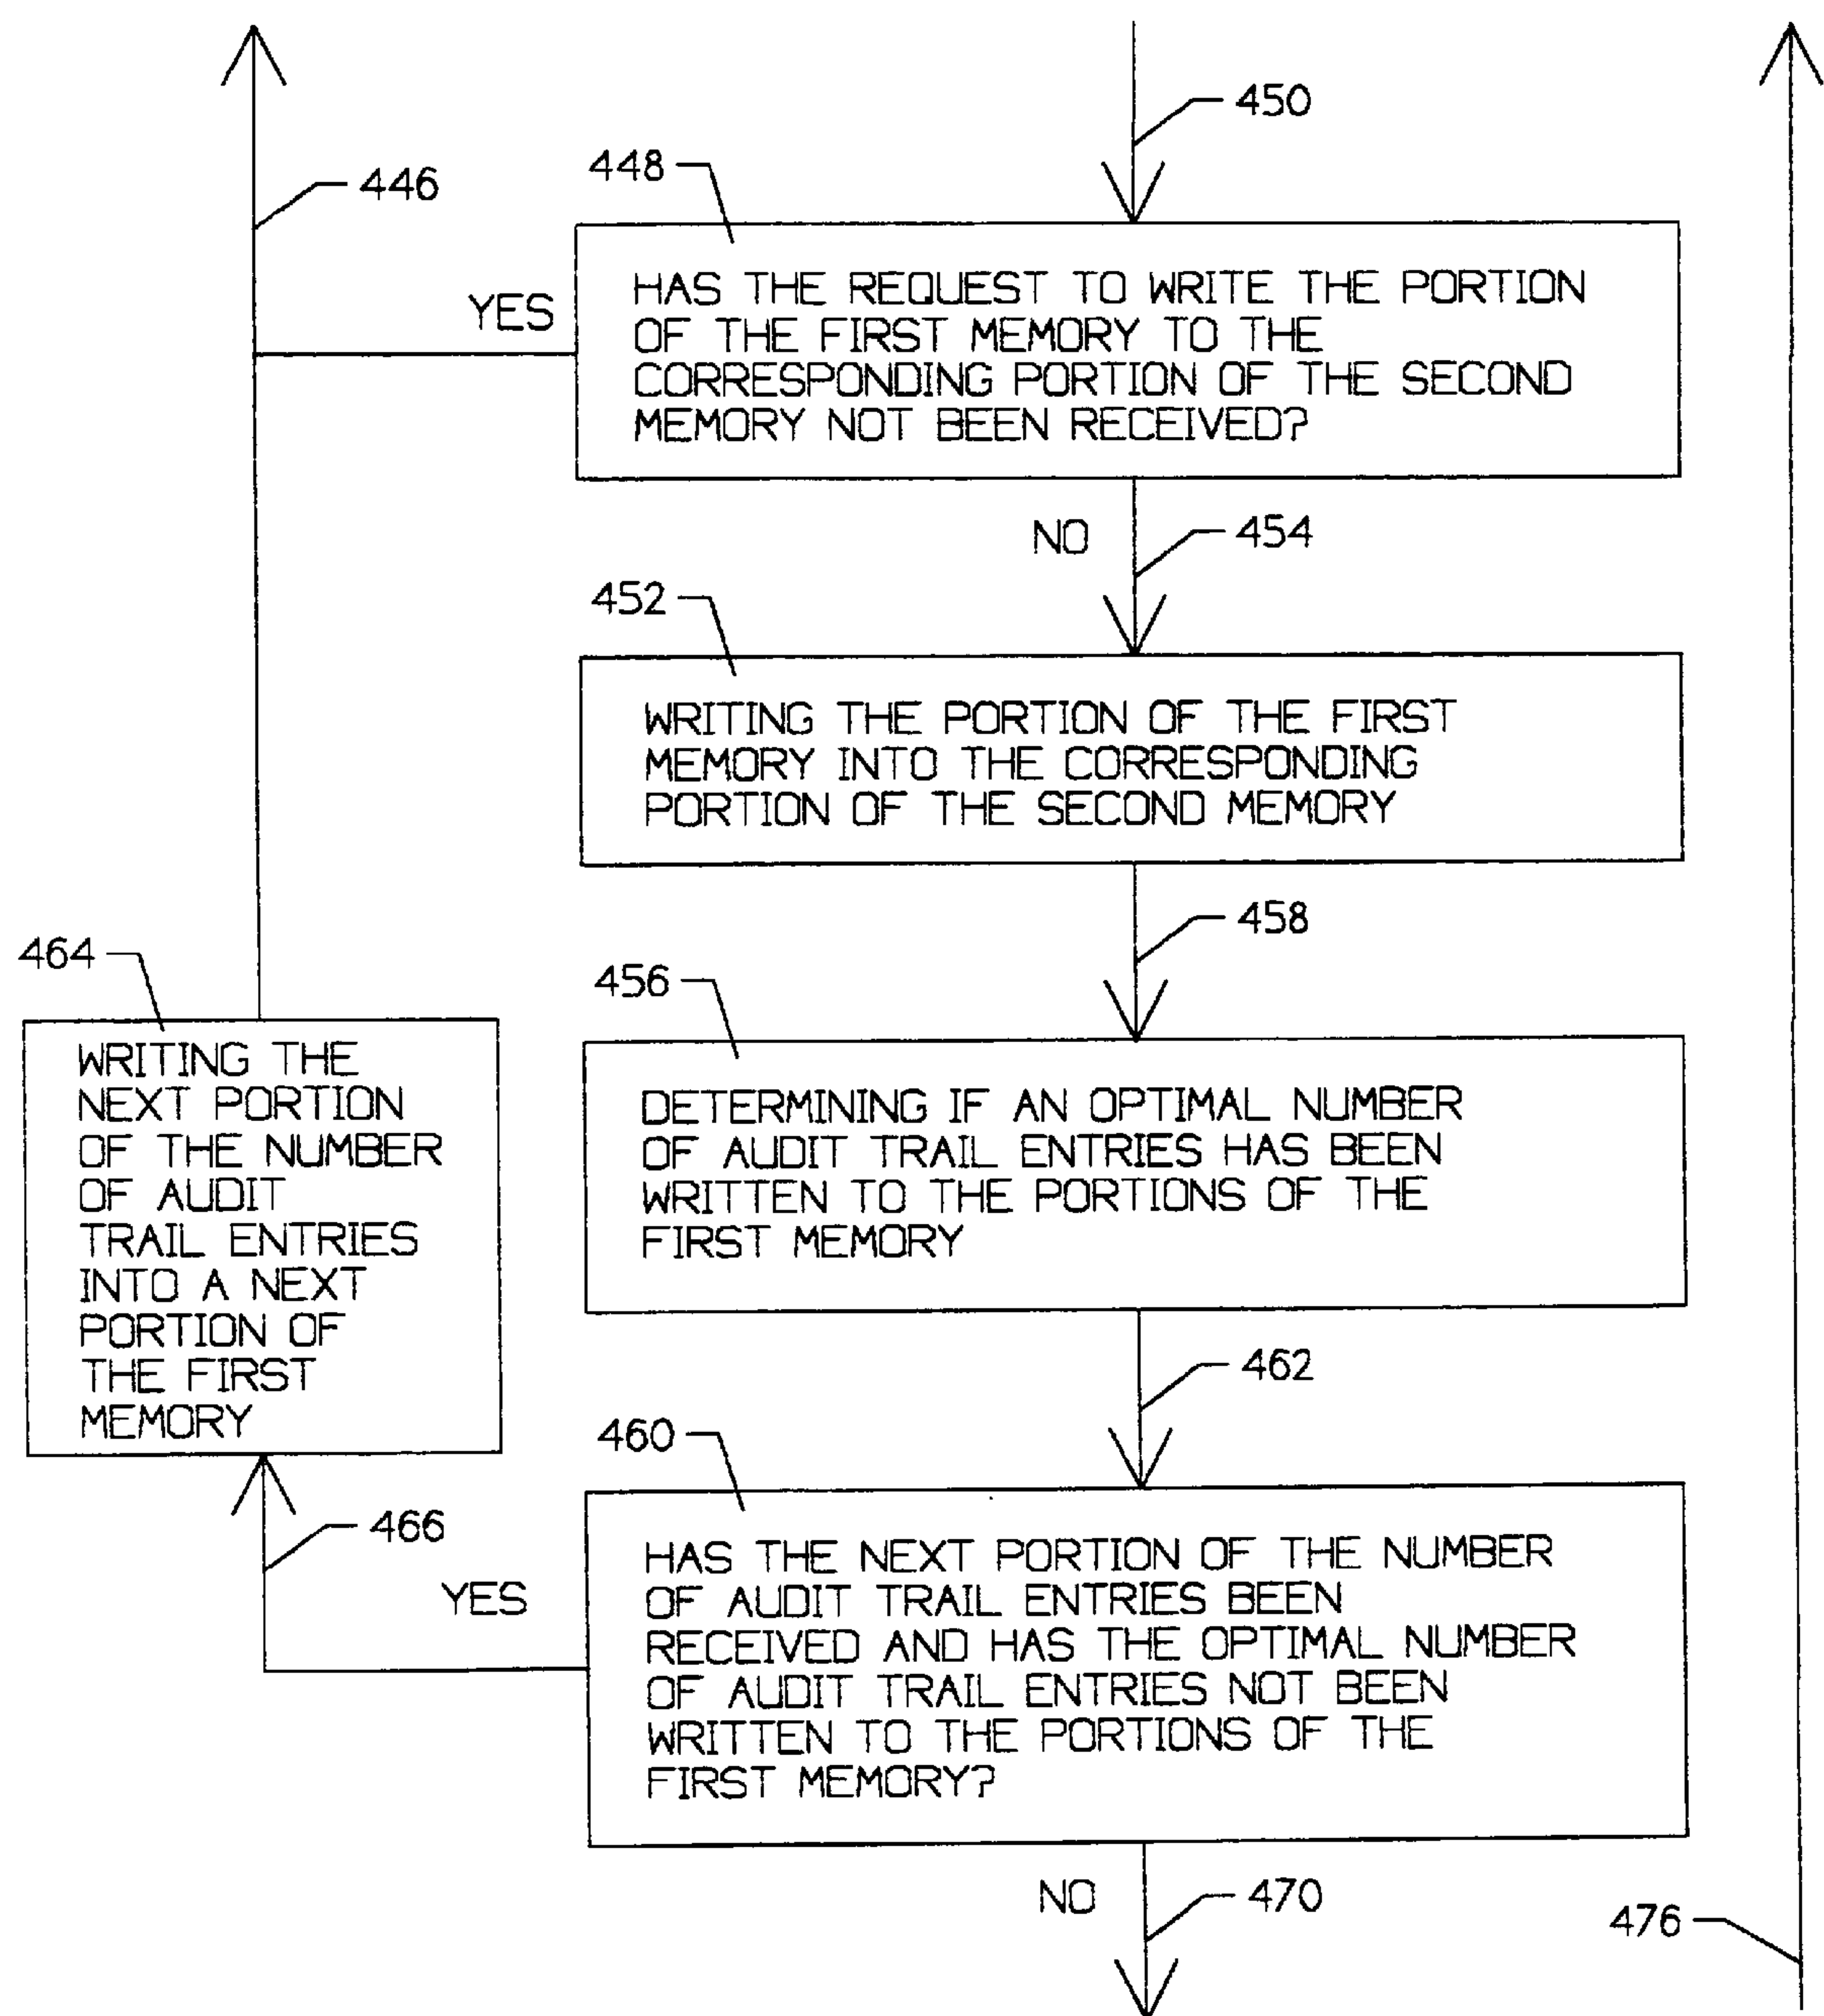 450
448
446
HAS THE REQUEST TO WRITE THE PORTION
OF THE FIRST MEMORY TO THE
CORRESPONDING PORTION OF THE SECOND
MEMORY NOT BEEN RECEIVED?
YES
NO
454
452
WRITING THE PORTION OF THE FIRST
MEMORY INTO THE CORRESPONDING
PORTION OF THE SECOND MEMORY
458
464
456
WRITING THE
NEXT PORTION
OF THE NUMBER
OF AUDIT
TRAIL ENTRIES
INTO A NEXT
PORTION OF
THE FIRST
MEMORY
DETERMINING IF AN OPTIMAL NUMBER
OF AUDIT TRAIL ENTRIES HAS BEEN
WRITTEN TO THE PORTIONS OF THE
FIRST MEMORY
462
460
466
YES
HAS THE NEXT PORTION OF THE NUMBER
OF AUDIT TRAIL ENTRIES BEEN
RECEIVED AND HAS THE OPTIMAL NUMBER
OF AUDIT TRAIL ENTRIES NOT BEEN
WRITTEN TO THE PORTIONS OF THE
FIRST MEMORY?
NO
470
476